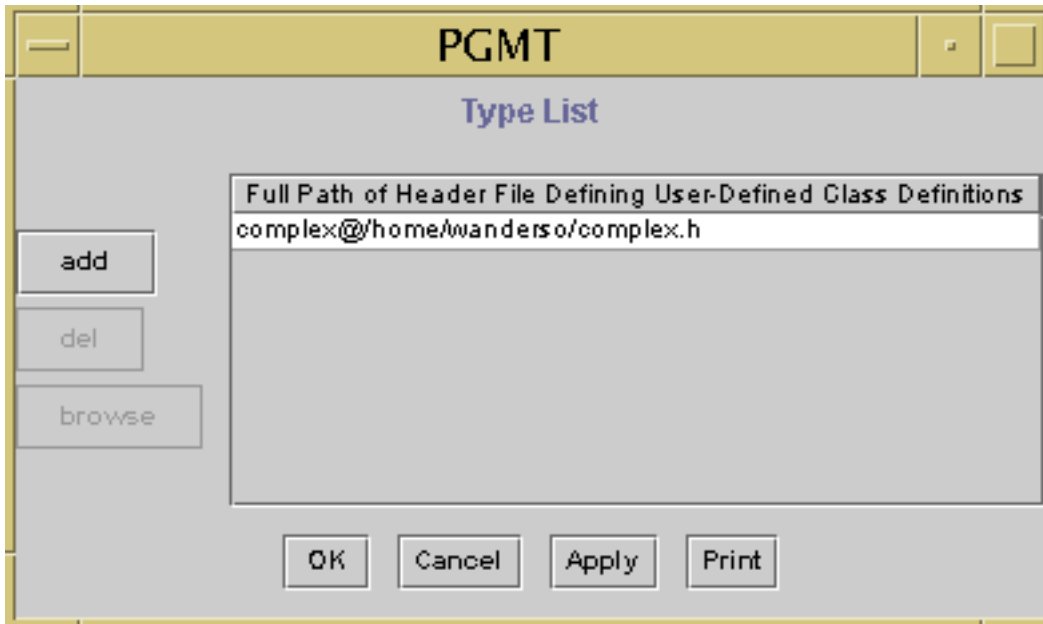 PGMT
Type List
Full Path of Header File Defining User-Defined Class Definitions
complex@/home/wanderso/complex.h
add
del
browse
OK Cancel Apply Print